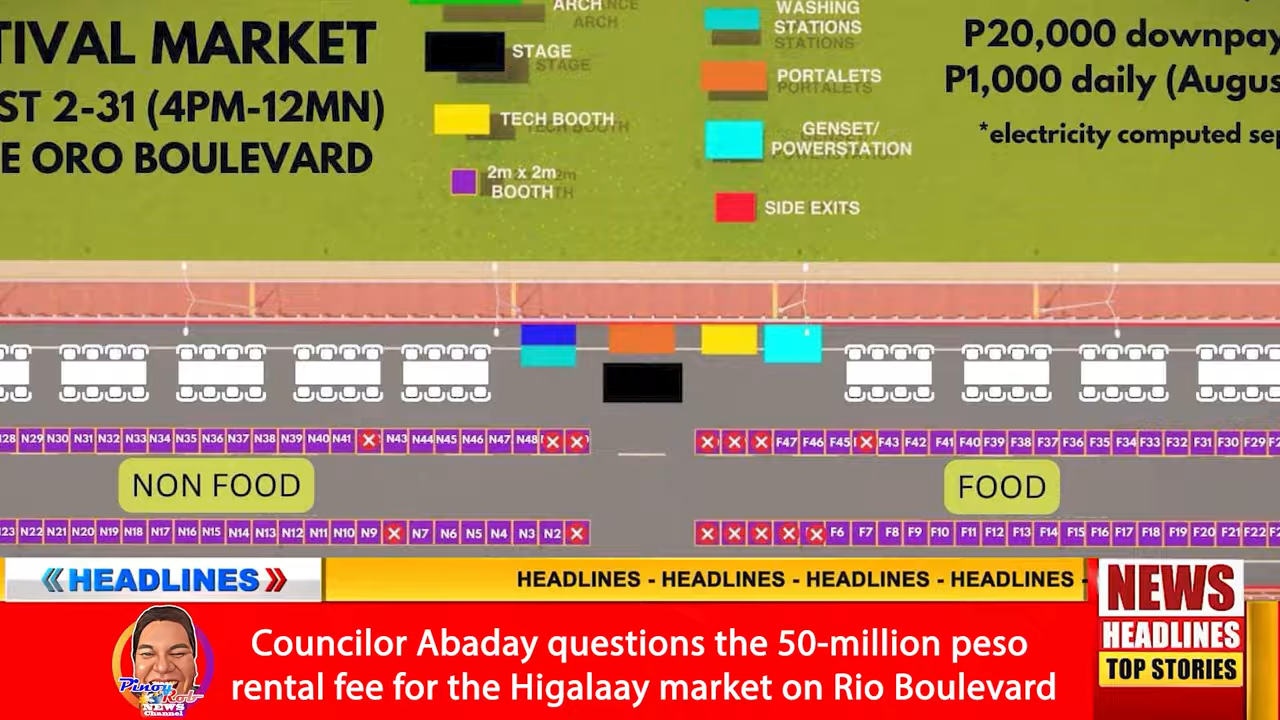 TIVAL MARKET
ST 2-31 (4PM-12MN)
E ORO BOULEVARD
ARCH
STAGE
TECH BOOTH
2m x 2m
BOOTH
WASHING
STATIONS
PORTALETS
GENSET/
POWERSTATION
SIDE EXITS
P20,000 downpay
P1,000 daily (Augus
*electricity computed sep
28 N29 N30 N31 N32 N33 N34 N35 N36 N37 N38 N39 N40 N41 N43 N44 N45 N46 N47 N48
F47 F46 F45 F43 F42 F41 F40 F39 F38 F37 F36 F35 F34 F33 F32 F31 F30 F29
NON FOOD
FOOD
23 N22 N21 N20 N19 N18 N17 N16 N15 N14 N13 N12 N11 N10 N9 N7 N6 N5 N4 N3 N2
F6 F7 F8 F9 F10 F11 F12 F13 F14 F15 F16 F17 F18 F19 F20 F21 F22
HEADLINES
HEADLINES - HEADLINES - HEADLINES - HEADLINES -
NEWS
HEADLINES
TOP STORIES
Councilor Abaday questions the 50-million peso
rental fee for the Higalaay market on Rio Boulevard
Pinoy
Rob
NEWS
Channel